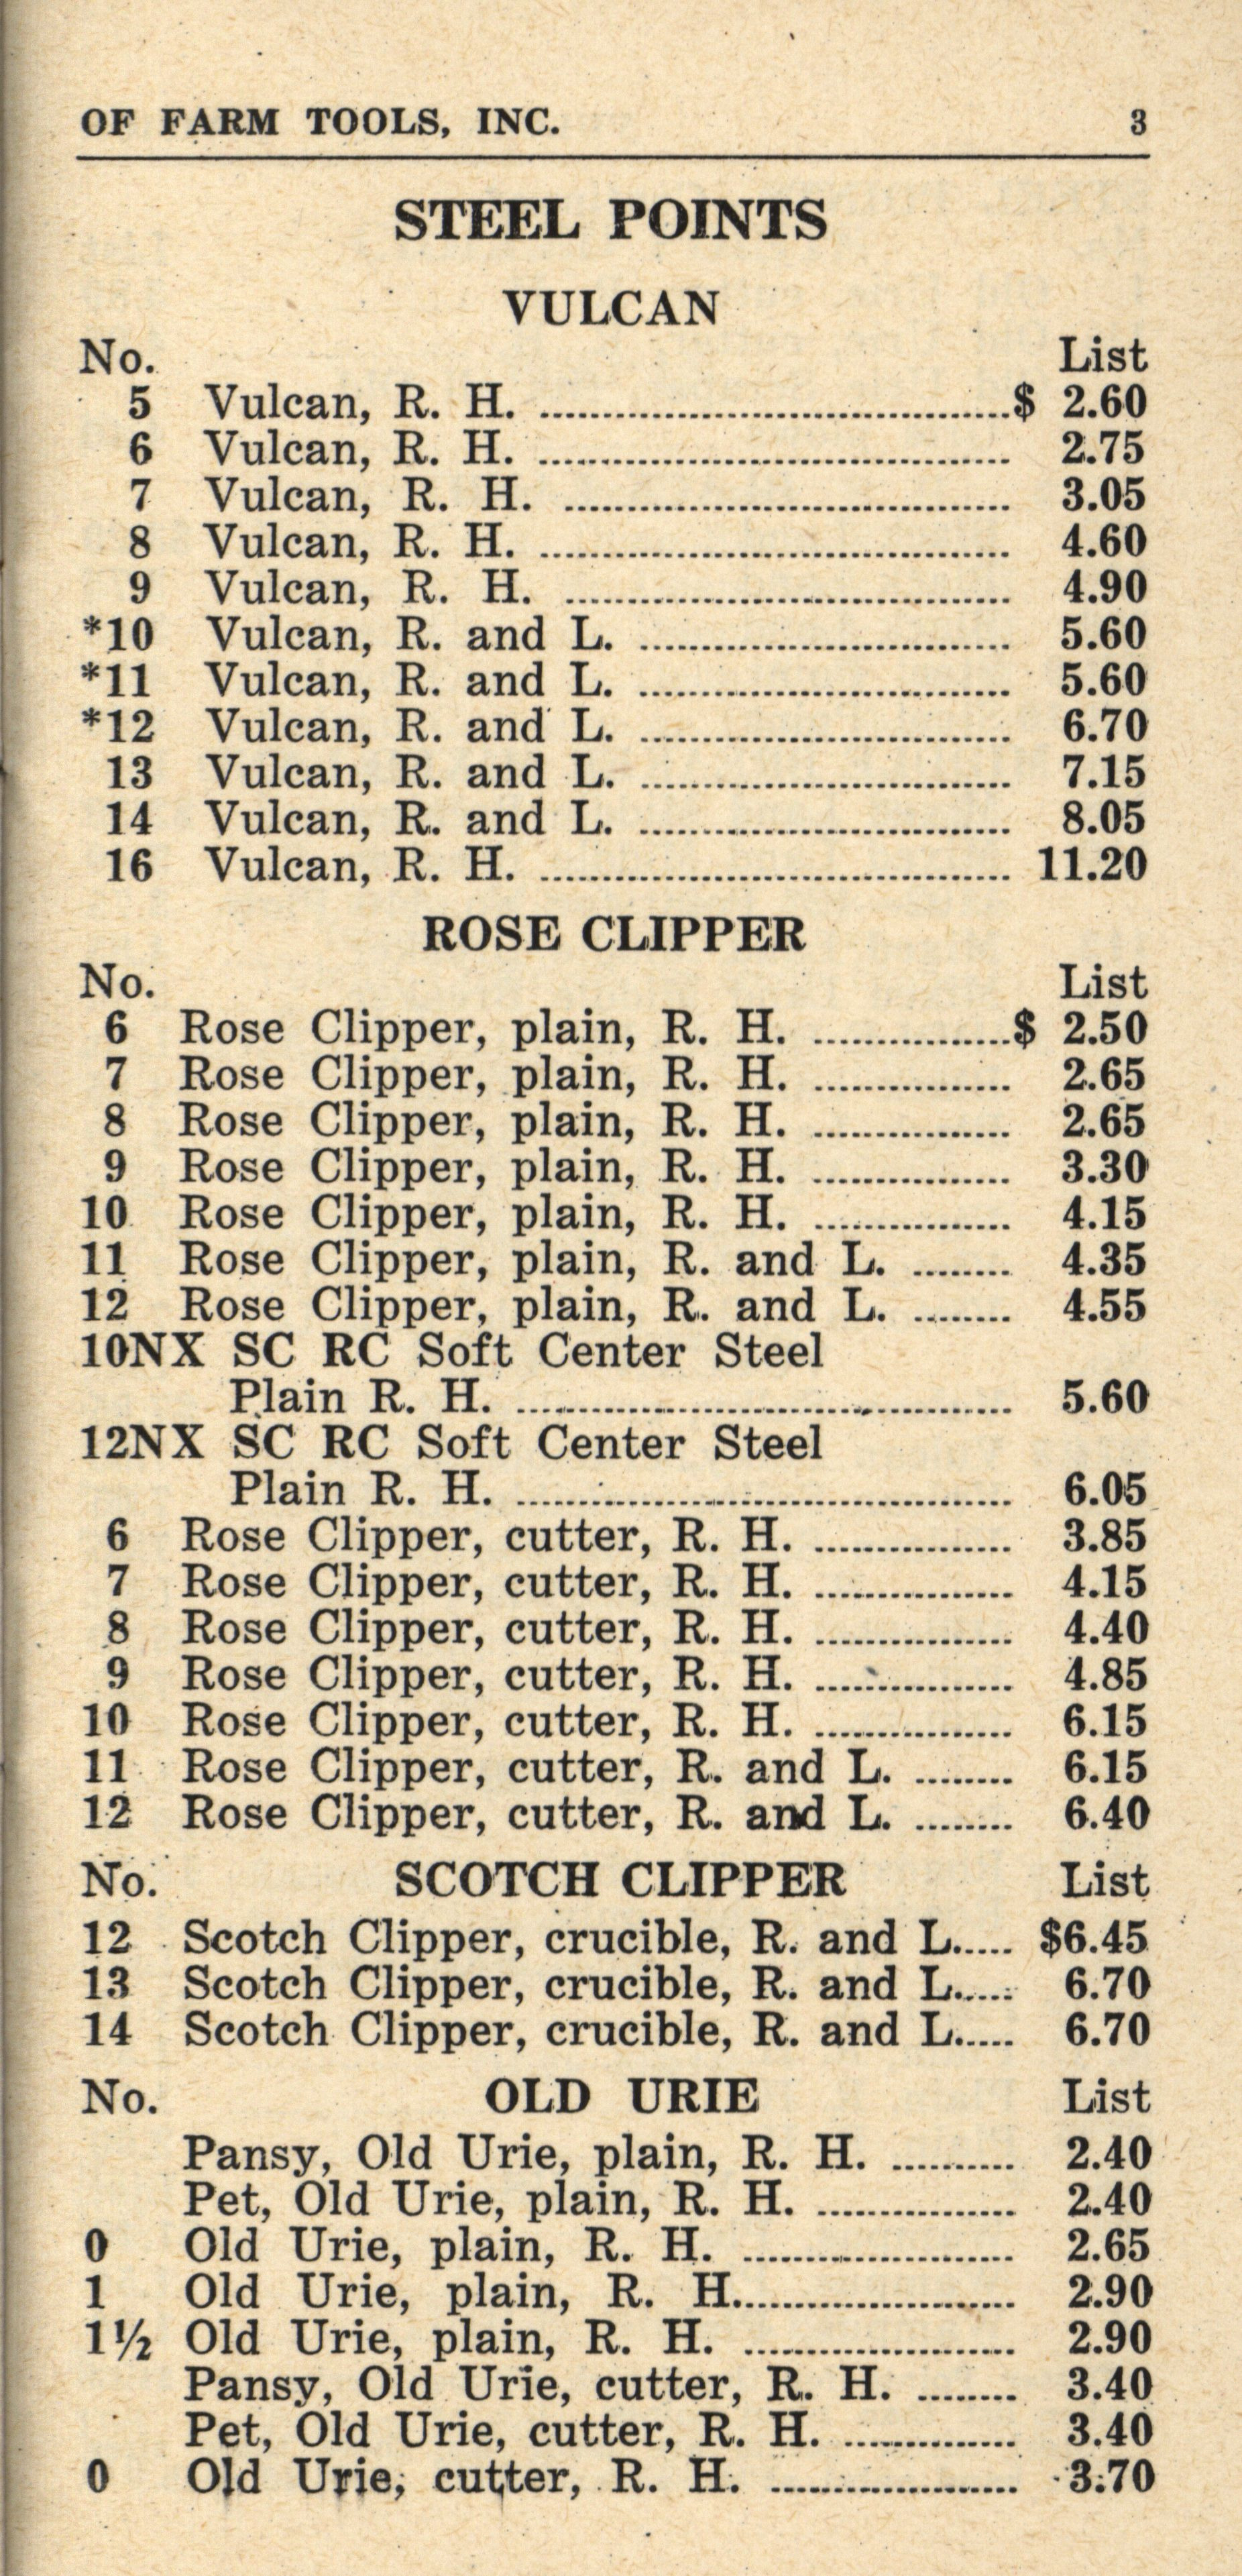 OF FARM TOOLS, INC. 3
STEEL POINTS
VULCAN
No. List
5 Vulcan, R. H. $ 2.60
6 Vulcan, R. H. 2.75
7 Vulcan, R. H. 3.05
8 Vulcan, R. H. 4.60
9 Vulcan, R. H. 4.90
*10 Vulcan, R. and L. 5.60
*11 Vulcan, R. and L. 5.60
*12 Vulcan, R. and L. 6.70
13 Vulcan, R. and L. 7.15
14 Vulcan, R. and L. 8.05
16 Vulcan, R. H. 11.20
ROSE CLIPPER
No. List
6 Rose Clipper, plain, R. H. $ 2.50
7 Rose Clipper, plain, R. H. 2.65
8 Rose Clipper, plain, R. H. 2.65
9 Rose Clipper, plain, R. H. 3.30
10 Rose Clipper, plain, R. H. 4.15
11 Rose Clipper, plain, R. and L. 4.35
12 Rose Clipper, plain, R. and L. 4.55
10NX SC RC Soft Center Steel
Plain R. H. 5.60
12NX SC RC Soft Center Steel
Plain R. H. 6.05
6 Rose Clipper, cutter, R. H. 3.85
7 Rose Clipper, cutter, R. H. 4.15
8 Rose Clipper, cutter, R. H. 4.40
9 Rose Clipper, cutter, R. H. 4.85
10 Rose Clipper, cutter, R. H. 6.15
11 Rose Clipper, cutter, R. and L. 6.15
12 Rose Clipper, cutter, R. and L. 6.40
No. SCOTCH CLIPPER List
12 Scotch Clipper, crucible, R. and L. $6.45
13 Scotch Clipper, crucible, R. and L. 6.70
14 Scotch Clipper, crucible, R. and L. 6.70
No. OLD URIE List
Pansy, Old Urie, plain, R. H. 2.40
Pet, Old Urie, plain, R. H. 2.40
0 Old Urie, plain, R. H. 2.65
1 Old Urie, plain, R. H. 2.90
1½ Old Urie, plain, R. H. 2.90
Pansy, Old Urie, cutter, R. H. 3.40
Pet, Old Urie, cutter, R. H. 3.40
0 Old Urie, cutter, R. H. 3.70